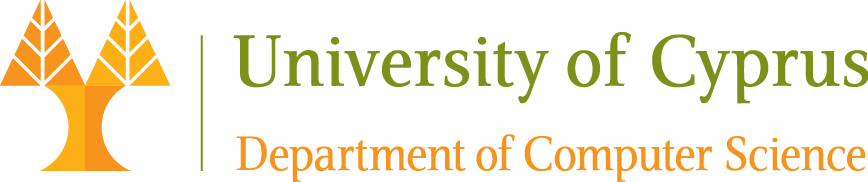 University of Cyprus
Department of Computer Science